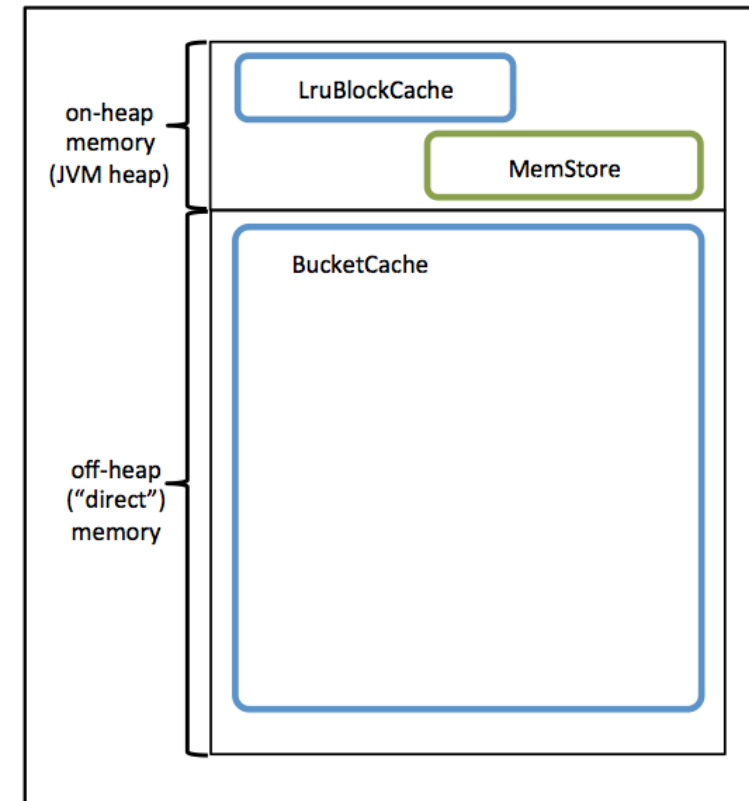 LruBlockCache
on-heap
memory
(JVM heap)
MemStore
BucketCache
off-heap
(“direct”)
memory